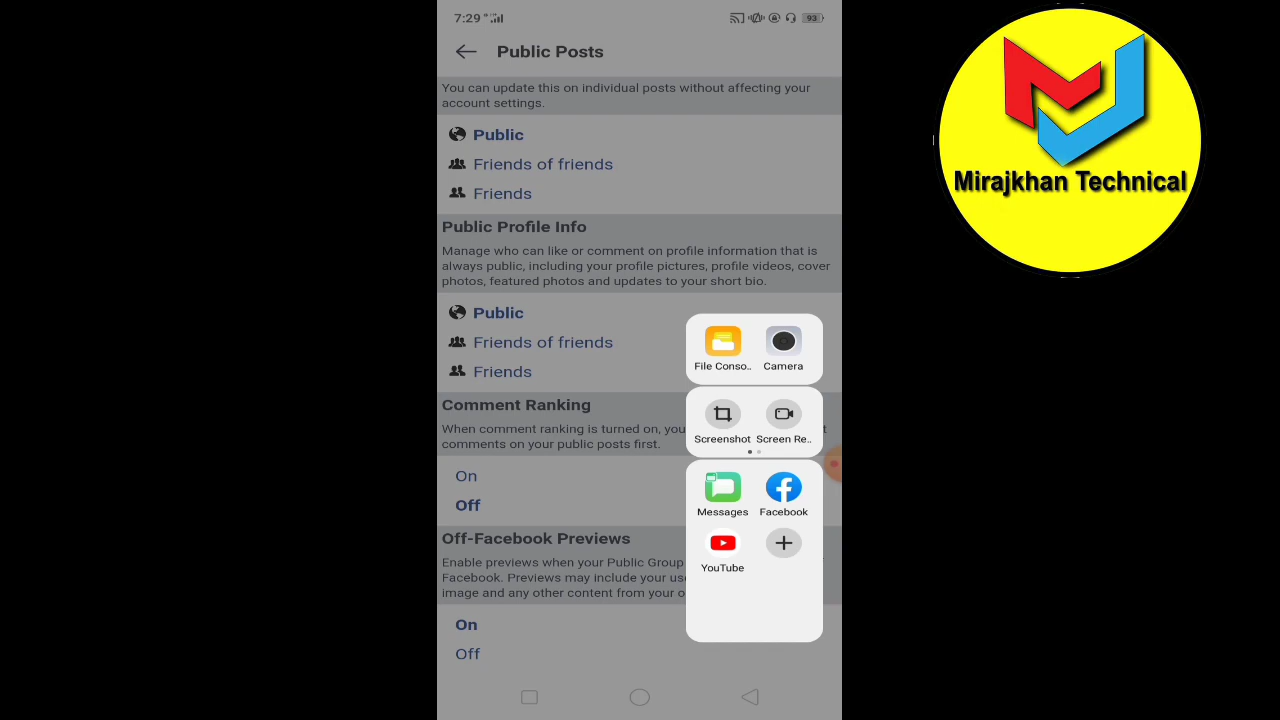 7:29
93
Public Posts
You can update this on individual posts without affecting your
account settings.
Public
Friends of friends
Friends
Public Profile Info
Manage who can like or comment on profile information that is
always public, including your profile pictures, profile videos, cover
photos, featured photos and updates to your short bio.
Public
Friends of friends
Friends
Comment Ranking
When comment ranking is turned on, you
comments on your public posts first.
On
Off
Off-Facebook Previews
Enable previews when your Public Group
Facebook. Previews may include your
image and any other content from your
On
Off
File Conso..
Camera
Screenshot
Screen Re..
Messages
Facebook
YouTube
Mirajkhan Technical